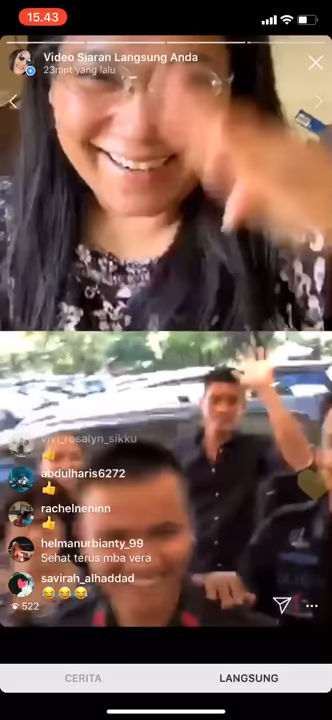 15.43
Video Siaran Langsung Anda
23mnt yang lalu
vivi_rosalyn_sikku
👍
abdulharis6272
👍
rachelneninn
👍
helmanurbianty_99
Sehat terus mba vera
savirah_alhaddad
😂😂😂
522
CERITA
LANGSUNG